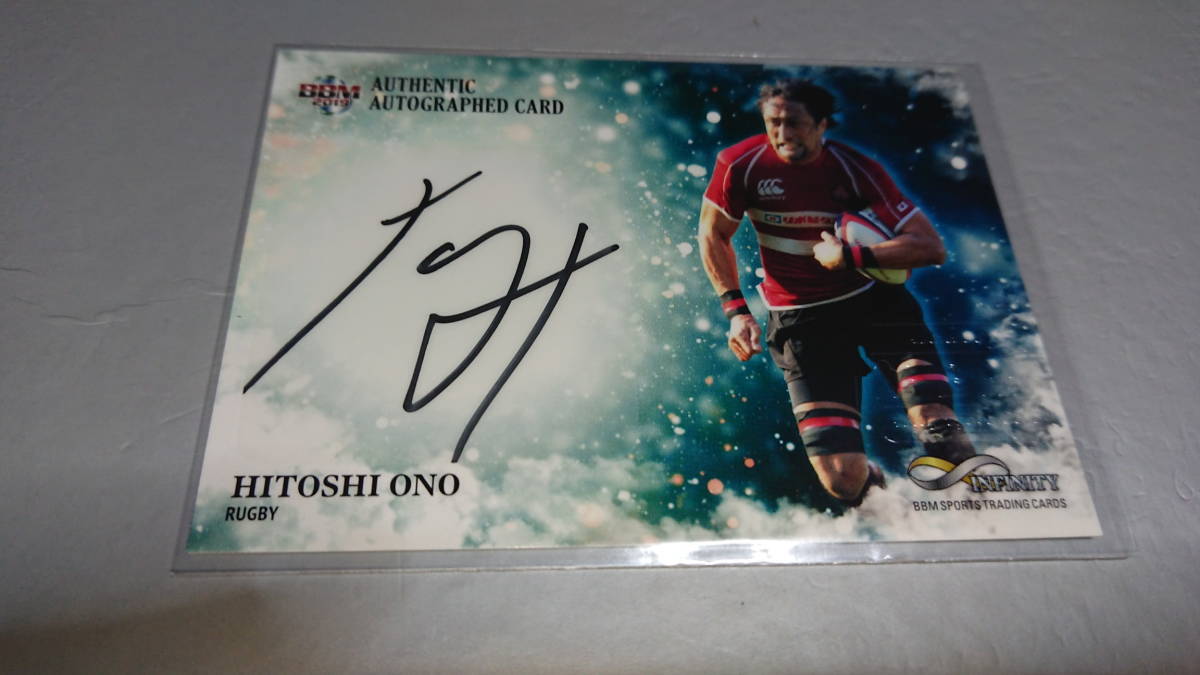 BBM
2019
AUTHENTIC
AUTOGRAPHED CARD
HITOSHI ONO
RUGBY
INFINITY
BBM SPORTS TRADING CARDS